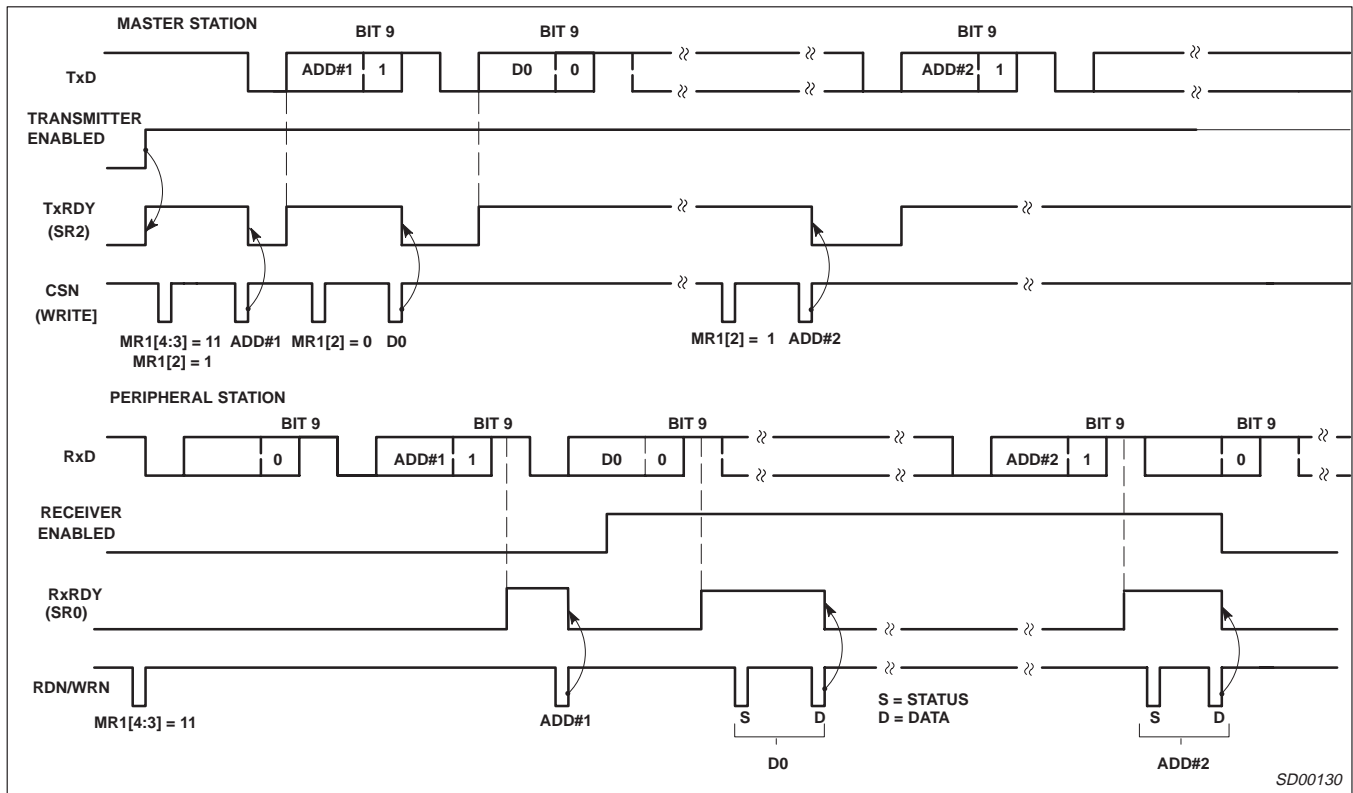 MASTER STATION
BIT 9 BIT 9 BIT 9
TxD ADD#1 1 D0 0 ADD#2 1
TRANSMITTER
ENABLED
TxRDY
(SR2)
CSN
(WRITE]
MR1[4:3] = 11 ADD#1 MR1[2] = 0 D0 MR1[2] = 1 ADD#2
MR1[2] = 1
PERIPHERAL STATION
BIT 9 BIT 9 BIT 9 BIT 9 BIT 9
RxD 0 ADD#1 1 D0 0 ADD#2 1 0
RECEIVER
ENABLED
RxRDY
(SR0)
RDN/WRN
MR1[4:3] = 11 ADD#1 S D S = STATUS S D
D = DATA
D0 ADD#2
SD00130